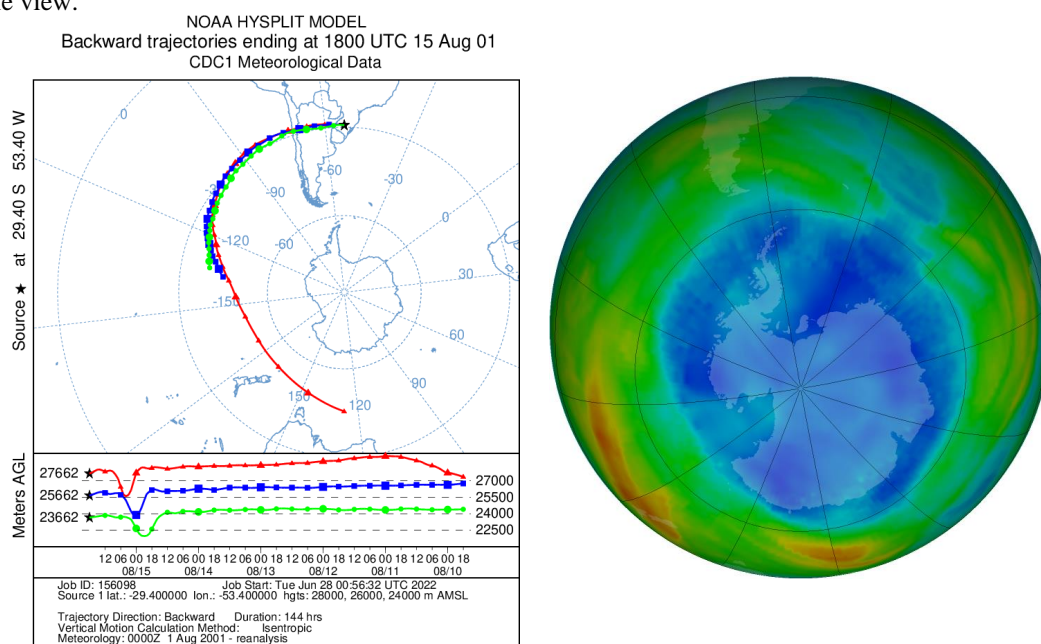 e view.
NOAA HYSPLIT MODEL
Backward trajectories ending at 1800 UTC 15 Aug 01
CDC1 Meteorological Data
Source ★ at 29.40 S 53.40 W
0
-60
-30
-90
0
-120
-60
30
-150
60
90
150
120
Meters AGL
27662
25662
23662
27000
25500
24000
22500
12 06 00 18 12 06 00 18 12 06 00 18 12 06 00 18 12 06 00 18 12 06 00 18
08/15 08/14 08/13 08/12 08/11 08/10
Job ID: 156098 Job Start: Tue Jun 28 00:56:32 UTC 2022
Source 1 lat.: -29.400000 lon.: -53.400000 hgts: 28000, 26000, 24000 m AMSL
Trajectory Direction: Backward Duration: 144 hrs
Vertical Motion Calculation Method: Isentropic
Meteorology: 0000Z 1 Aug 2001 - reanalysis